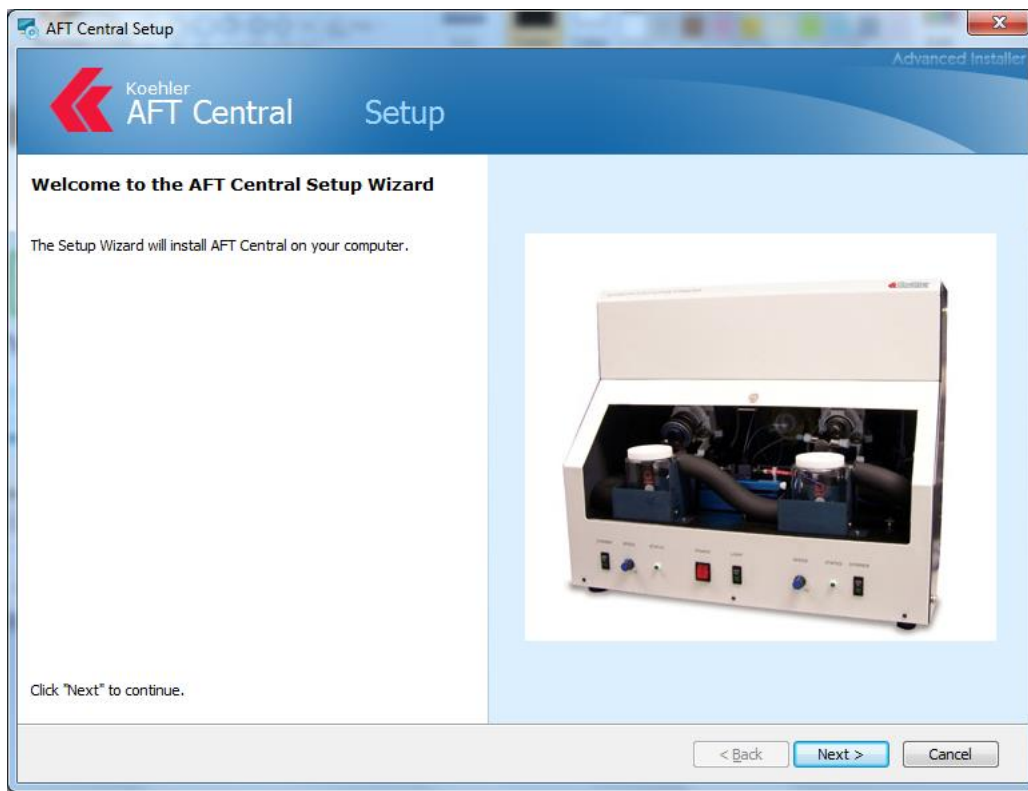 AFT Central Setup
Advanced Installer
Koehler
AFT Central Setup
Welcome to the AFT Central Setup Wizard
The Setup Wizard will install AFT Central on your computer.
Click "Next" to continue.
< Back
Next >
Cancel